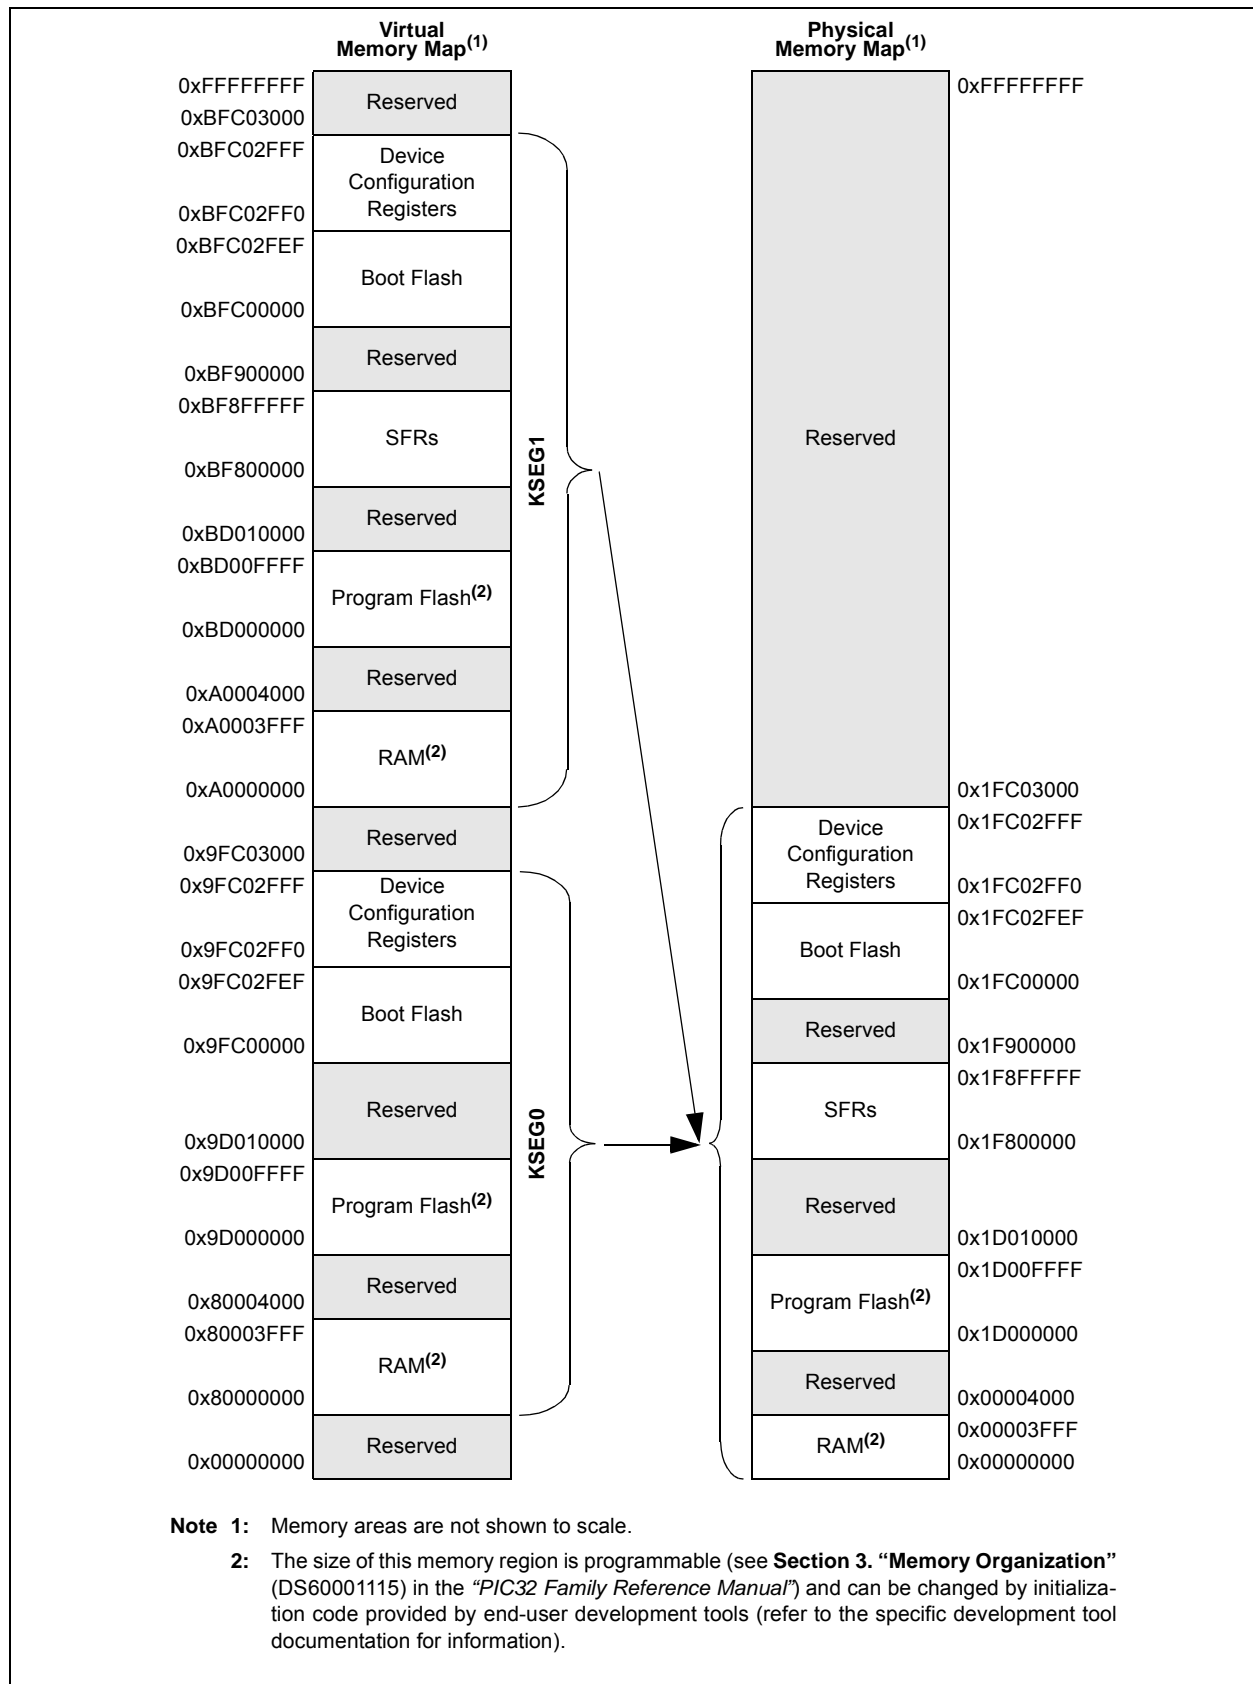 Virtual
Memory Map(1)
0xFFFFFFFF
Reserved
0xBFC03000
0xBFC02FFF
Device
Configuration
Registers
0xBFC02FF0
0xBFC02FEF
Boot Flash
0xBFC00000
Reserved
0xBF900000
0xBF8FFFFF
SFRs
0xBF800000
Reserved
0xBD010000
0xBD00FFFF
Program Flash(2)
0xBD000000
Reserved
0xA0004000
0xA0003FFF
RAM(2)
0xA0000000
KSEG1
Reserved
0x9FC03000
0x9FC02FFF
Device
Configuration
Registers
0x9FC02FF0
0x9FC02FEF
Boot Flash
0x9FC00000
Reserved
0x9D010000
0x9D00FFFF
Program Flash(2)
0x9D000000
Reserved
0x80004000
0x80003FFF
RAM(2)
0x80000000
KSEG0
Reserved
0x00000000
Physical
Memory Map(1)
0xFFFFFFFF
Reserved
0x1FC03000
0x1FC02FFF
Device
Configuration
Registers
0x1FC02FF0
0x1FC02FEF
Boot Flash
0x1FC00000
Reserved
0x1F900000
0x1F8FFFFF
SFRs
0x1F800000
Reserved
0x1D010000
0x1D00FFFF
Program Flash(2)
0x1D000000
Reserved
0x00004000
0x00003FFF
RAM(2)
0x00000000
Note 1: Memory areas are not shown to scale.
2: The size of this memory region is programmable (see Section 3. “Memory Organization”
(DS60001115) in the “PIC32 Family Reference Manual”) and can be changed by initializa-
tion code provided by end-user development tools (refer to the specific development tool
documentation for information).